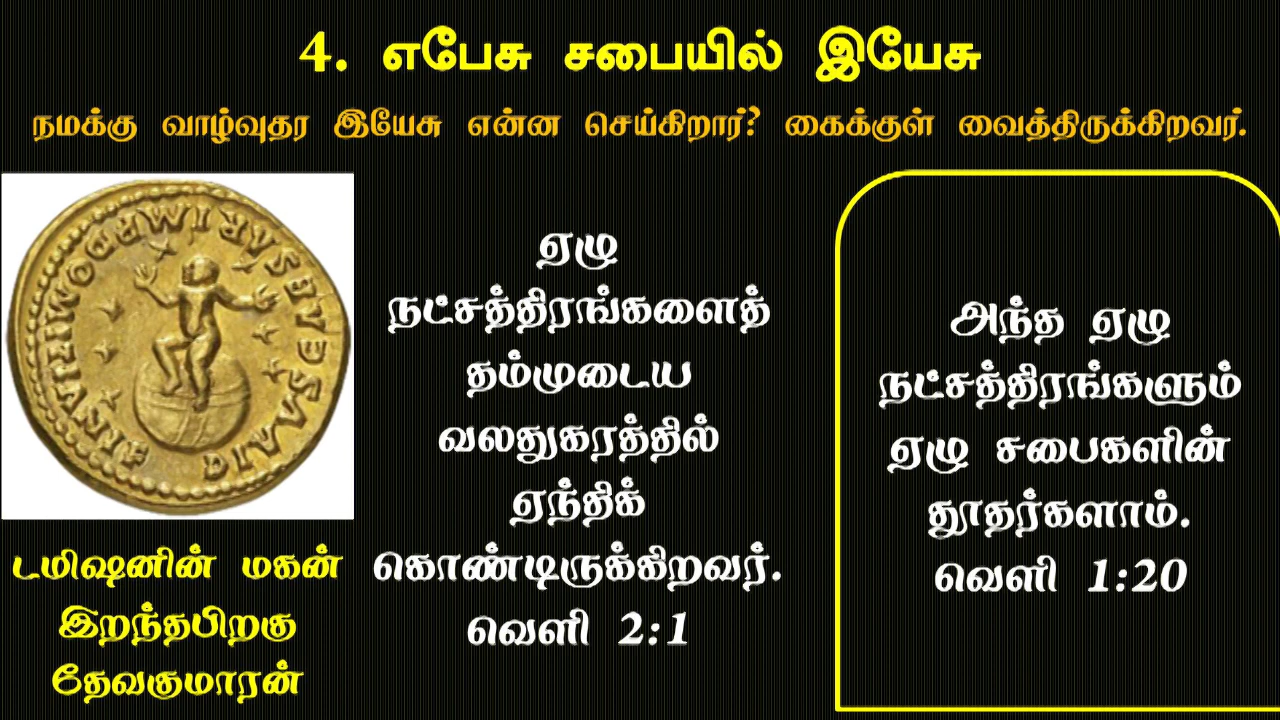 4. எபேசு சபையில் இயேசு
நமக்கு வாழ்வுதர இயேசு என்ன செய்கிறார்? கைக்குள் வைத்திருக்கிறவர்.
DIVVSCAESARIMPDOMITIANIF
டமிஷனின் மகன்
இறந்தபிறகு
தேவகுமாரன்
ஏழு
நட்சத்திரங்களைத்
தம்முடைய
வலதுகரத்தில்
ஏந்திக்
கொண்டிருக்கிறவர்.
வெளி 2:1
அந்த ஏழு
நட்சத்திரங்களும்
ஏழு சபைகளின்
தூதர்களாம்.
வெளி 1:20